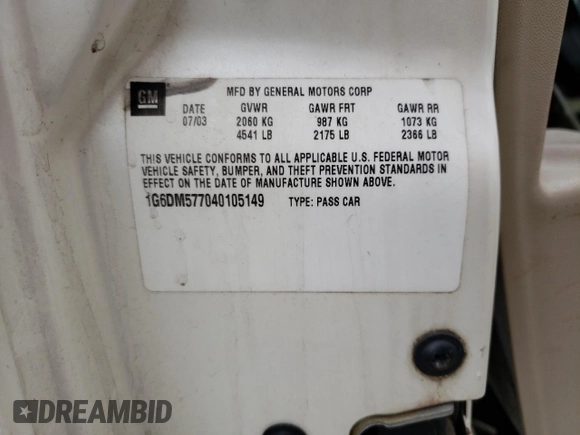 GM
MFD BY GENERAL MOTORS CORP
DATE GVWR GAWR FRT GAWR RR
07/03 2060 KG 987 KG 1073 KG
4541 LB 2175 LB 2366 LB
THIS VEHICLE CONFORMS TO ALL APPLICABLE U.S. FEDERAL MOTOR
VEHICLE SAFETY, BUMPER, AND THEFT PREVENTION STANDARDS IN
EFFECT ON THE DATE OF MANUFACTURE SHOWN ABOVE.
1G6DM577040105149 TYPE: PASS CAR
DREAMBID